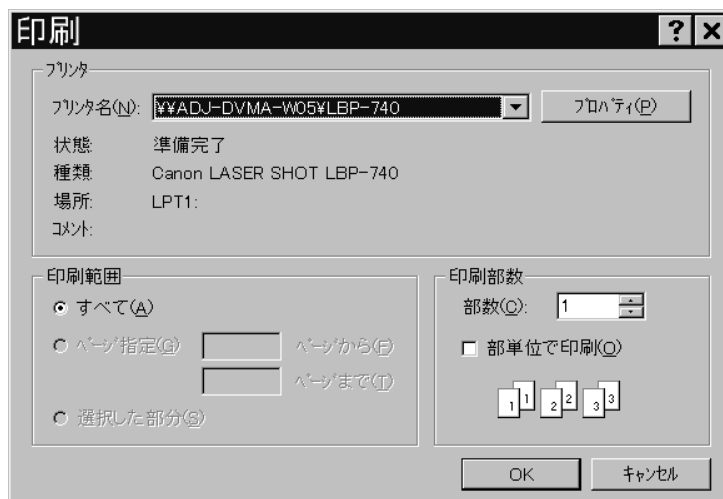 印刷
プリンタ
プリンタ名(N): ¥¥ADJ-DVMA-W05¥LBP-740 プロパティ(P)
状態: 準備完了
種類: Canon LASER SHOT LBP-740
場所: LPT1:
コメント:
印刷範囲
すべて(A)
ページ指定(G) ページから(F)
ページまで(T)
選択した部分(S)
印刷部数
部数(C): 1
部単位で印刷(O)
1 1 2 2 3 3
OK キャンセル